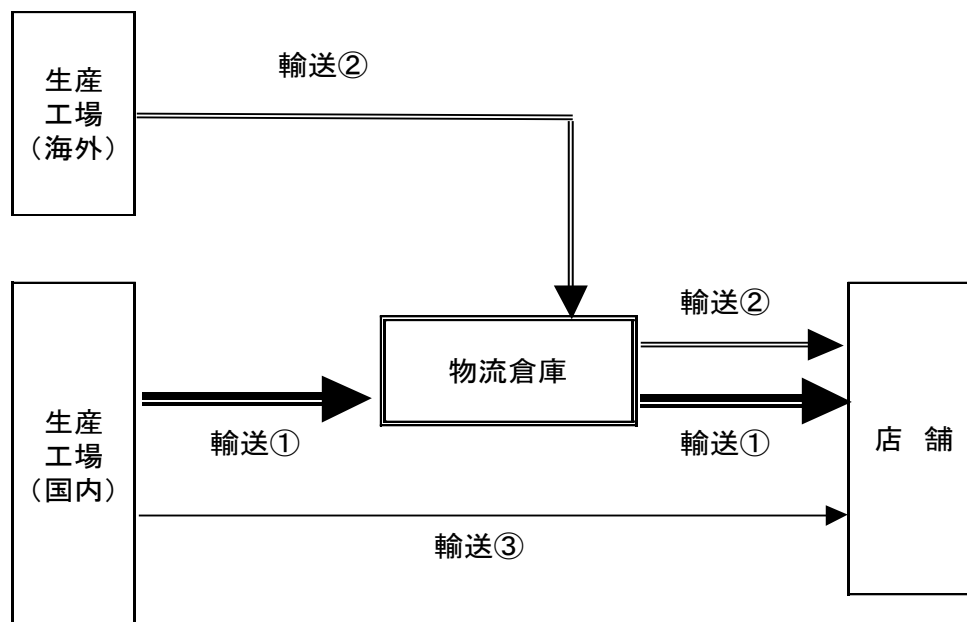 輸送②
生産
工場
（海外）
輸送②
物流倉庫
生産
工場
（国内）
輸送①
輸送①
店　舗
輸送③